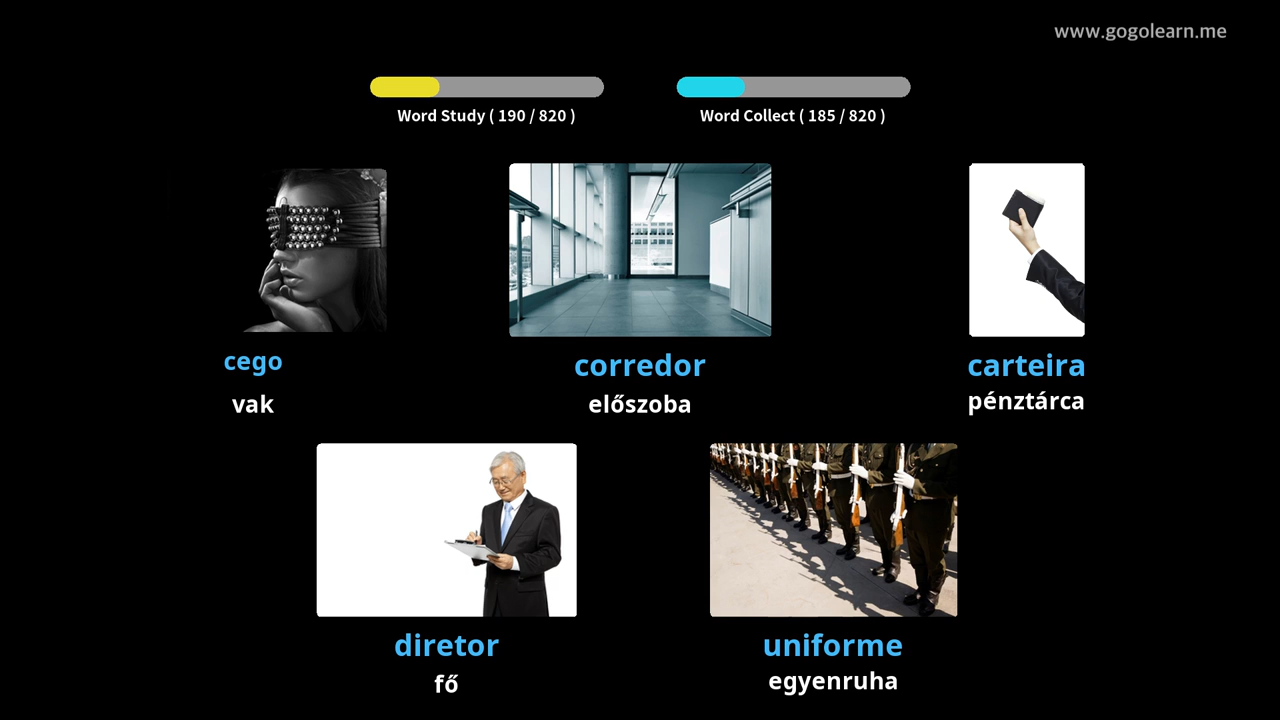 www.gogolearn.me
Word Study ( 190 / 820 )
Word Collect ( 185 / 820 )
cego
vak
corredor
előszoba
carteira
pénztárca
diretor
fő
uniforme
egyenruha